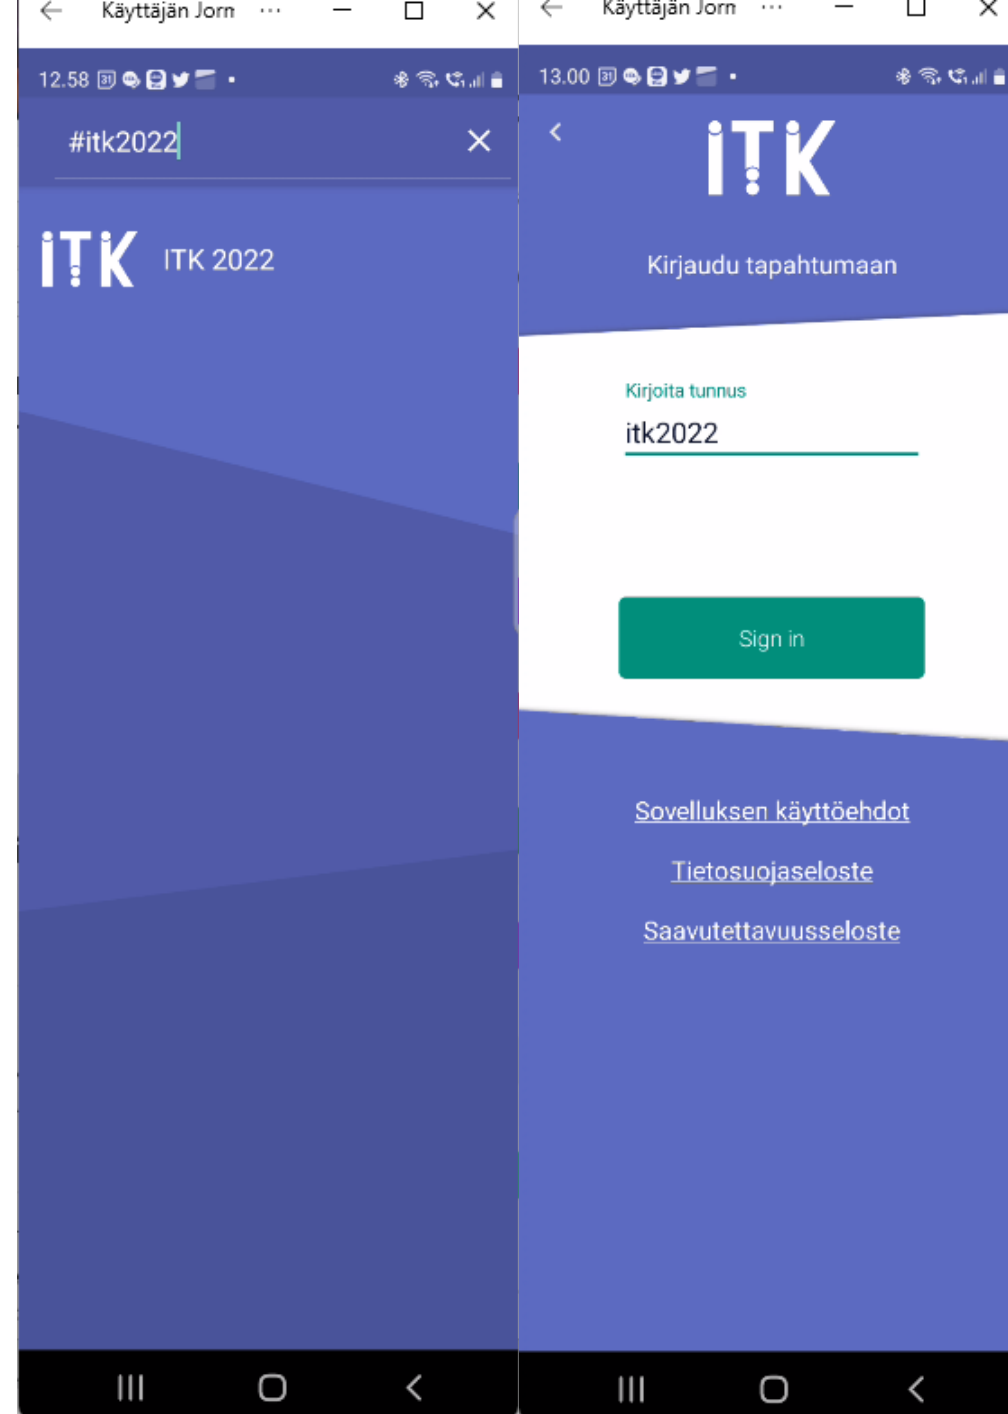 Käyttäjän Jorn ...
12.58
#itk2022
ITK ITK 2022
Käyttäjän Jorn ...
13.00
ITK
Kirjaudu tapahtumaan
Kirjoita tunnus
itk2022
Sign in
Sovelluksen käyttöehdot
Tietosuojaseloste
Saavutettavuusseloste